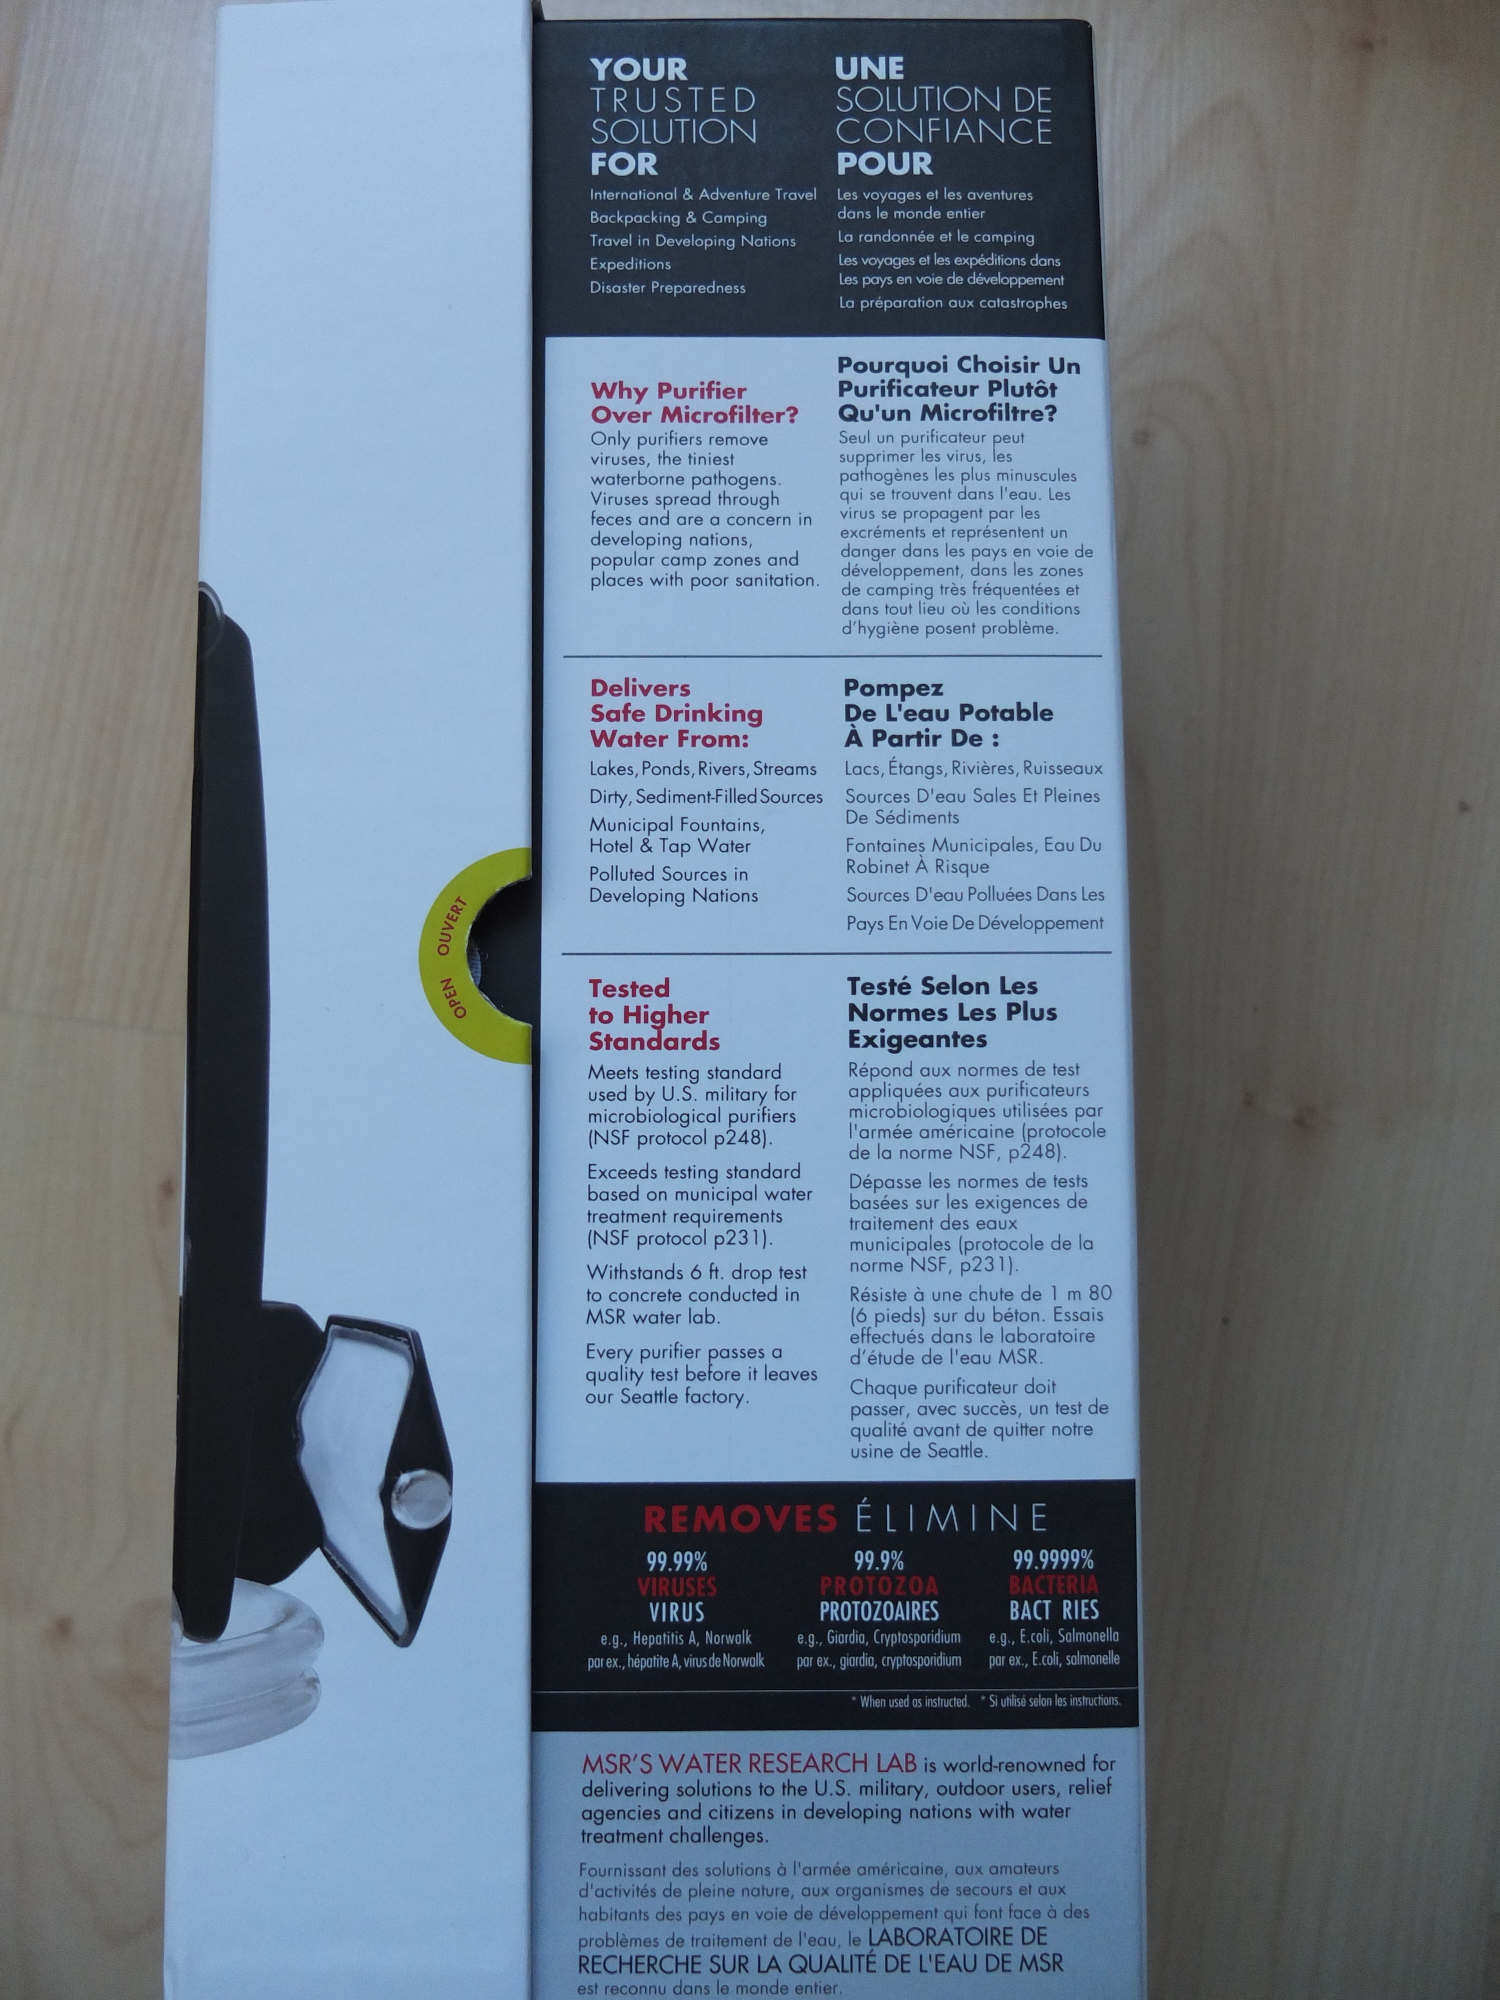 YOUR
TRUSTED
SOLUTION
FOR
International & Adventure Travel
Backpacking & Camping
Travel in Developing Nations
Expeditions
Disaster Preparedness
UNE
SOLUTION DE
CONFIANCE
POUR
Les voyages et les aventures
dans le monde entier
La randonnée et le camping
Les voyages et les expéditions dans
Les pays en voie de développement
La préparation aux catastrophes
Why Purifier
Over Microfilter?
Only purifiers remove
viruses, the tiniest
waterborne pathogens.
Viruses spread through
feces and are a concern in
developing nations,
popular camp zones and
places with poor sanitation.
Pourquoi Choisir Un
Purificateur Plutôt
Qu'un Microfiltre?
Seul un purificateur peut
supprimer les virus, les
pathogènes les plus minuscules
qui se trouvent dans l'eau. Les
virus se propagent par les
excréments et représentent un
danger dans les pays en voie de
développement, dans les zones
de camping très fréquentées et
dans tout lieu où les conditions
d'hygiène posent problème.
Delivers
Safe Drinking
Water From:
Lakes, Ponds, Rivers, Streams
Dirty, Sediment-Filled Sources
Municipal Fountains,
Hotel & Tap Water
Polluted Sources in
Developing Nations
Pompez
De L'eau Potable
À Partir De :
Lacs, Étangs, Rivières, Ruisseaux
Sources D'eau Sales Et Pleines
De Sédiments
Fontaines Municipales, Eau Du
Robinet À Risque
Sources D'eau Polluées Dans Les
Pays En Voie De Développement
OPEN OUVERT
Tested
to Higher
Standards
Meets testing standard
used by U.S. military for
microbiological purifiers
(NSF protocol p248).
Exceeds testing standard
based on municipal water
treatment requirements
(NSF protocol p231).
Withstands 6 ft. drop test
to concrete conducted in
MSR water lab.
Every purifier passes a
quality test before it leaves
our Seattle factory.
Testé Selon Les
Normes Les Plus
Exigeantes
Répond aux normes de test
appliquées aux purificateurs
microbiologiques utilisées par
l'armée américaine (protocole
de la norme NSF, p248).
Dépasse les normes de tests
basées sur les exigences de
traitement des eaux
municipales (protocole de la
norme NSF, p231).
Résiste à une chute de 1 m 80
(6 pieds) sur du béton. Essais
effectués dans le laboratoire
d'étude de l'eau MSR.
Chaque purificateur doit
passer, avec succès, un test de
qualité avant de quitter notre
usine de Seattle.
REMOVES ÉLIMINE
99.99%
VIRUSES
VIRUS
e.g., Hepatitis A, Norwalk
par ex., hépatite A, virus de Norwalk
99.9%
PROTOZOA
PROTOZOAIRES
e.g., Giardia, Cryptosporidium
par ex., giardia, cryptosporidium
99.9999%
BACTERIA
BACT RIES
e.g., E.coli, Salmonella
par ex., E.coli, salmonelle
* When used as instructed. * Si utilisé selon les instructions.
MSR'S WATER RESEARCH LAB is world-renowned for
delivering solutions to the U.S. military, outdoor users, relief
agencies and citizens in developing nations with water
treatment challenges.
Fournissant des solutions à l'armée américaine, aux amateurs
d'activités de pleine nature, aux organismes de secours et aux
habitants des pays en voie de développement qui font face à des
problèmes de traitement de l'eau, le LABORATOIRE DE
RECHERCHE SUR LA QUALITÉ DE L'EAU DE MSR
est reconnu dans le monde entier.